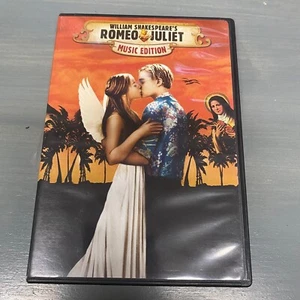 WILLIAM SHAKESPEARE'S
ROMEO JULIET
MUSIC EDITION